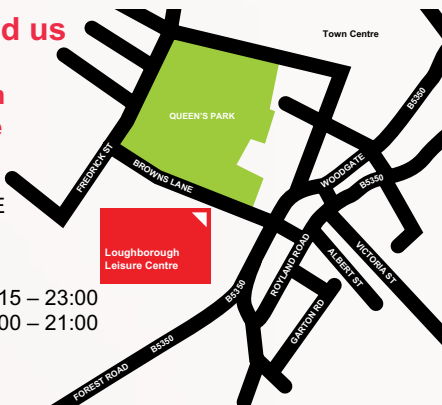 d us
Town Centre
QUEEN'S PARK
B5350
FREDRICK ST
BROWNS LANE
WOODGATE
B5350
E
Loughborough
Leisure Centre
ROYLAND ROAD
ALBERT ST
VICTORIA ST
15 – 23:00
00 – 21:00
B5350
GARTON RD
B5350
FOREST ROAD